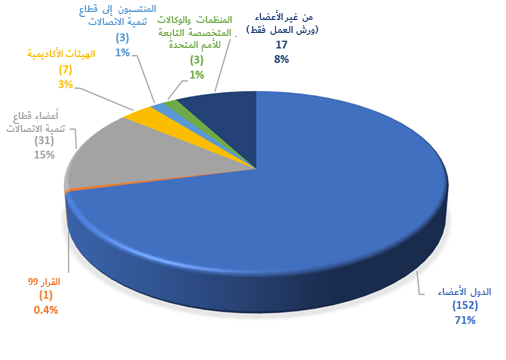 من غير الأعضاء
(ورش العمل فقط)
17
8%
المنظمات والوكالات
المتخصصة التابعة
للأمم المتحدة
(3)
1%
المنتسبون إلى قطاع
تنمية الاتصالات
(3)
1%
الهيئات الأكاديمية
(7)
3%
أعضاء قطاع
تنمية الاتصالات
(31)
15%
القرار 99
(1)
0.4%
الدول الأعضاء
(152)
71%